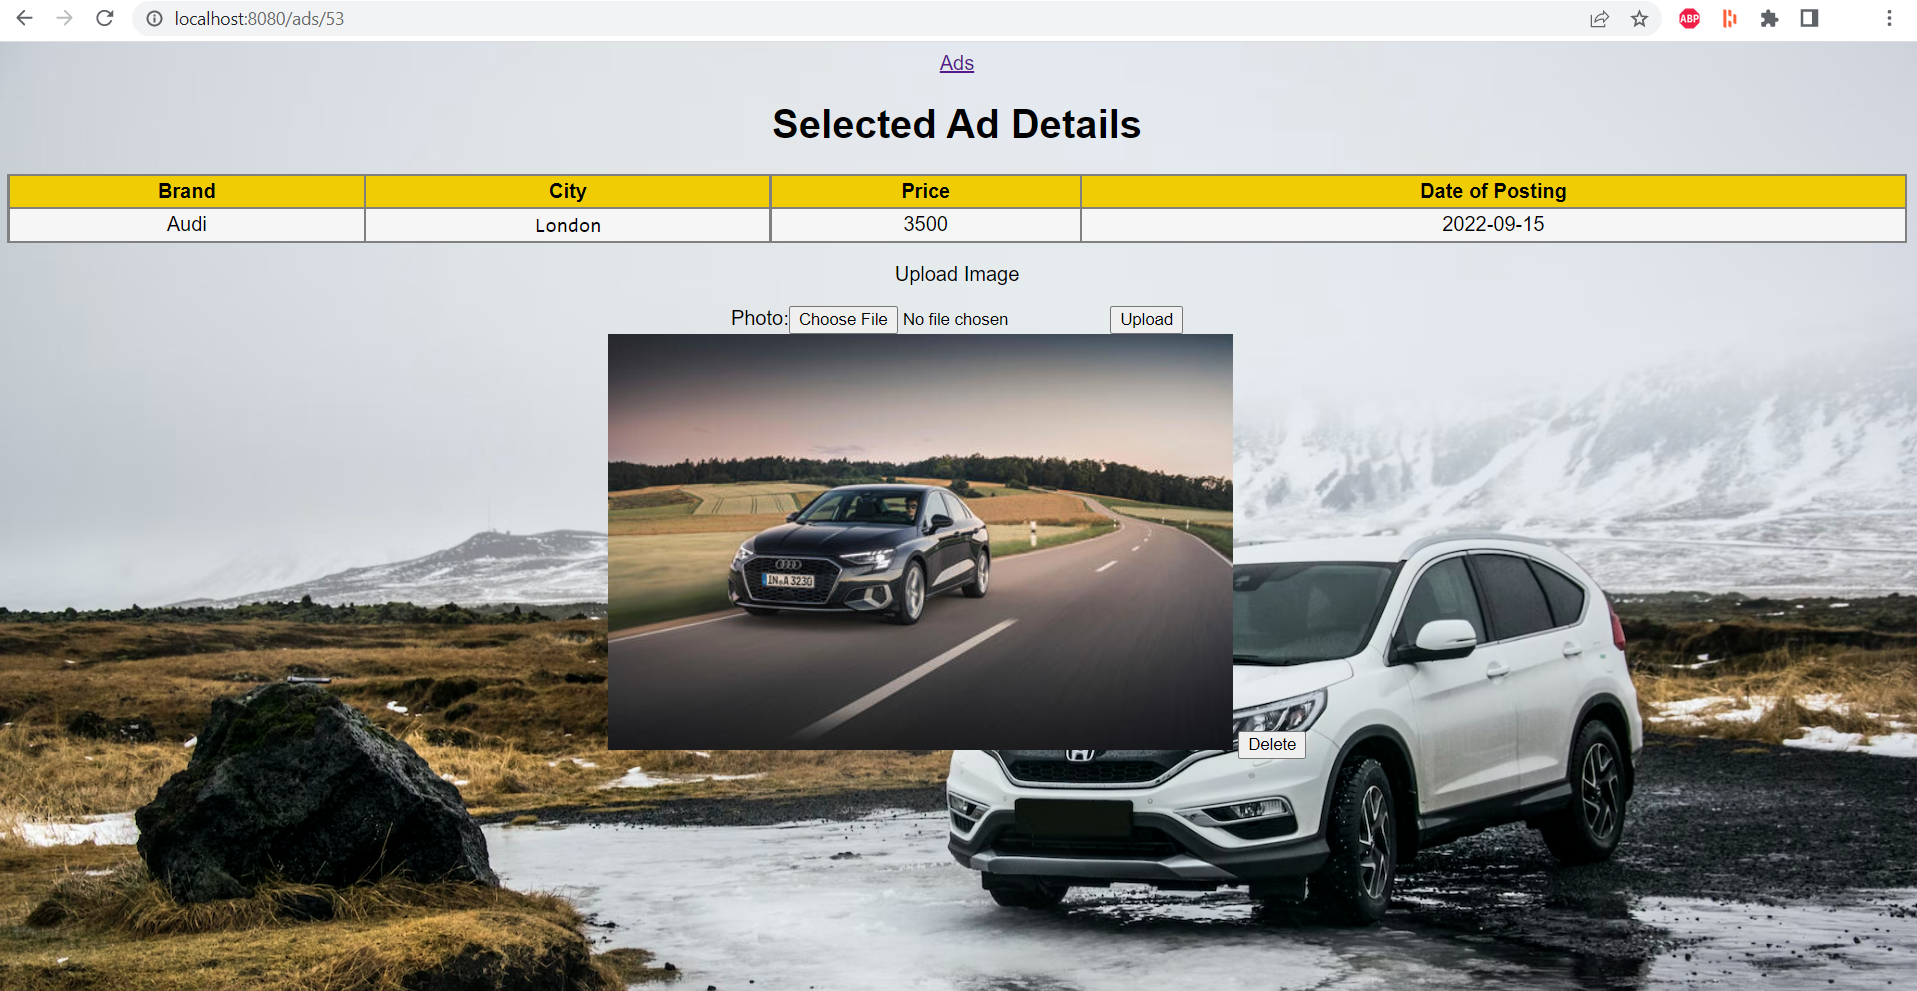 localhost:8080/ads/53
ABP
Ads
Selected Ad Details
Brand City Price Date of Posting
Audi London 3500 2022-09-15
Upload Image
Photo: Choose File No file chosen Upload
IN A 3230
Delete